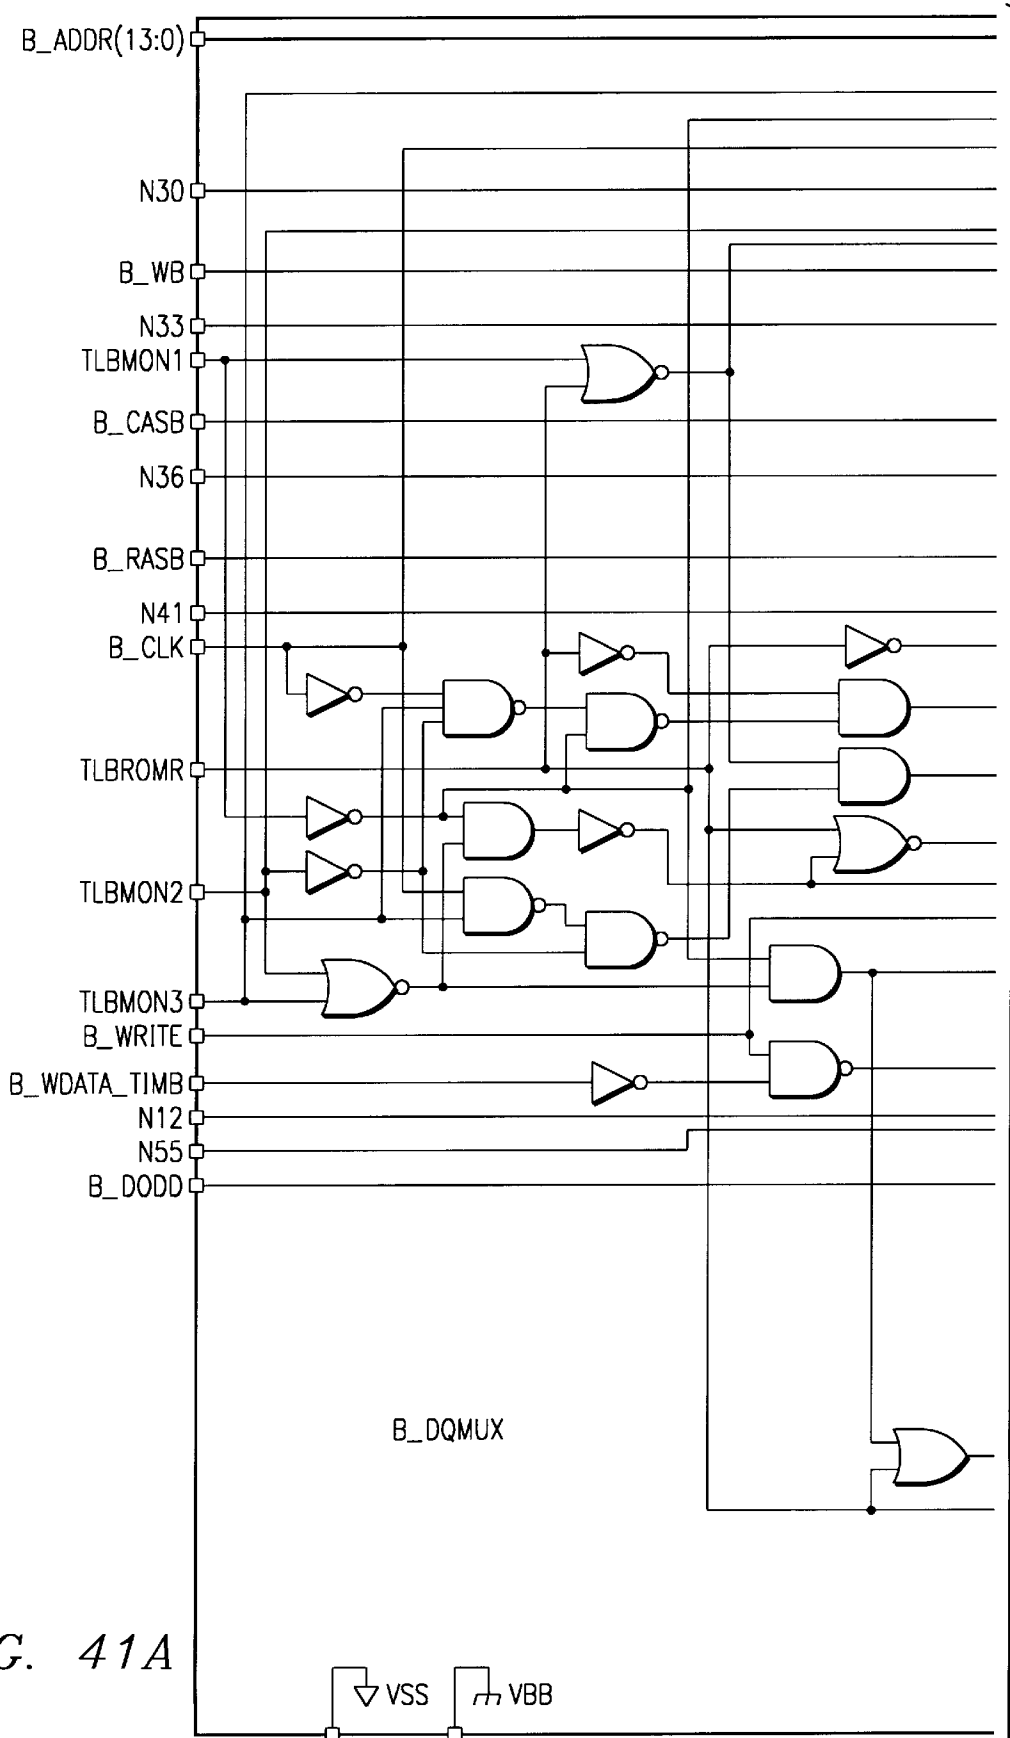 B_ADDR(13:0)
N30
B_WB
N33
TLBMON1
B_CASB
N36
B_RASB
N41
B_CLK
TLBROMR
TLBMON2
TLBMON3
B_WRITE
B_WDATA_TIMB
N12
N55
B_DODD
B_DQMUX
G. 41A
VSS
VBB